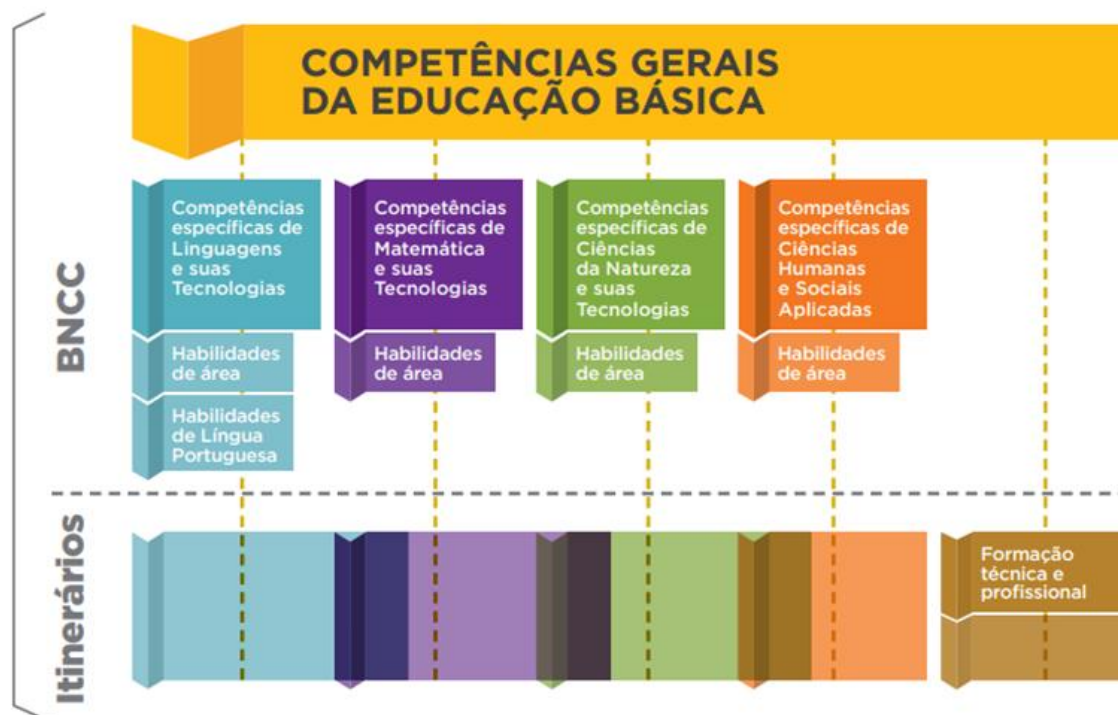 COMPETÊNCIAS GERAIS
DA EDUCAÇÃO BÁSICA
BNCC
Competências
específicas de
Linguagens
e suas
Tecnologias
Habilidades
de área
Habilidades
de Língua
Portuguesa
Competências
específicas de
Matemática
e suas
Tecnologias
Habilidades
de área
Competências
específicas de
Ciências
da Natureza
e suas
Tecnologias
Habilidades
de área
Competências
específicas de
Ciências
Humanas
e Sociais
Aplicadas
Habilidades
de área
Itinerários
Formação
técnica e
profissional